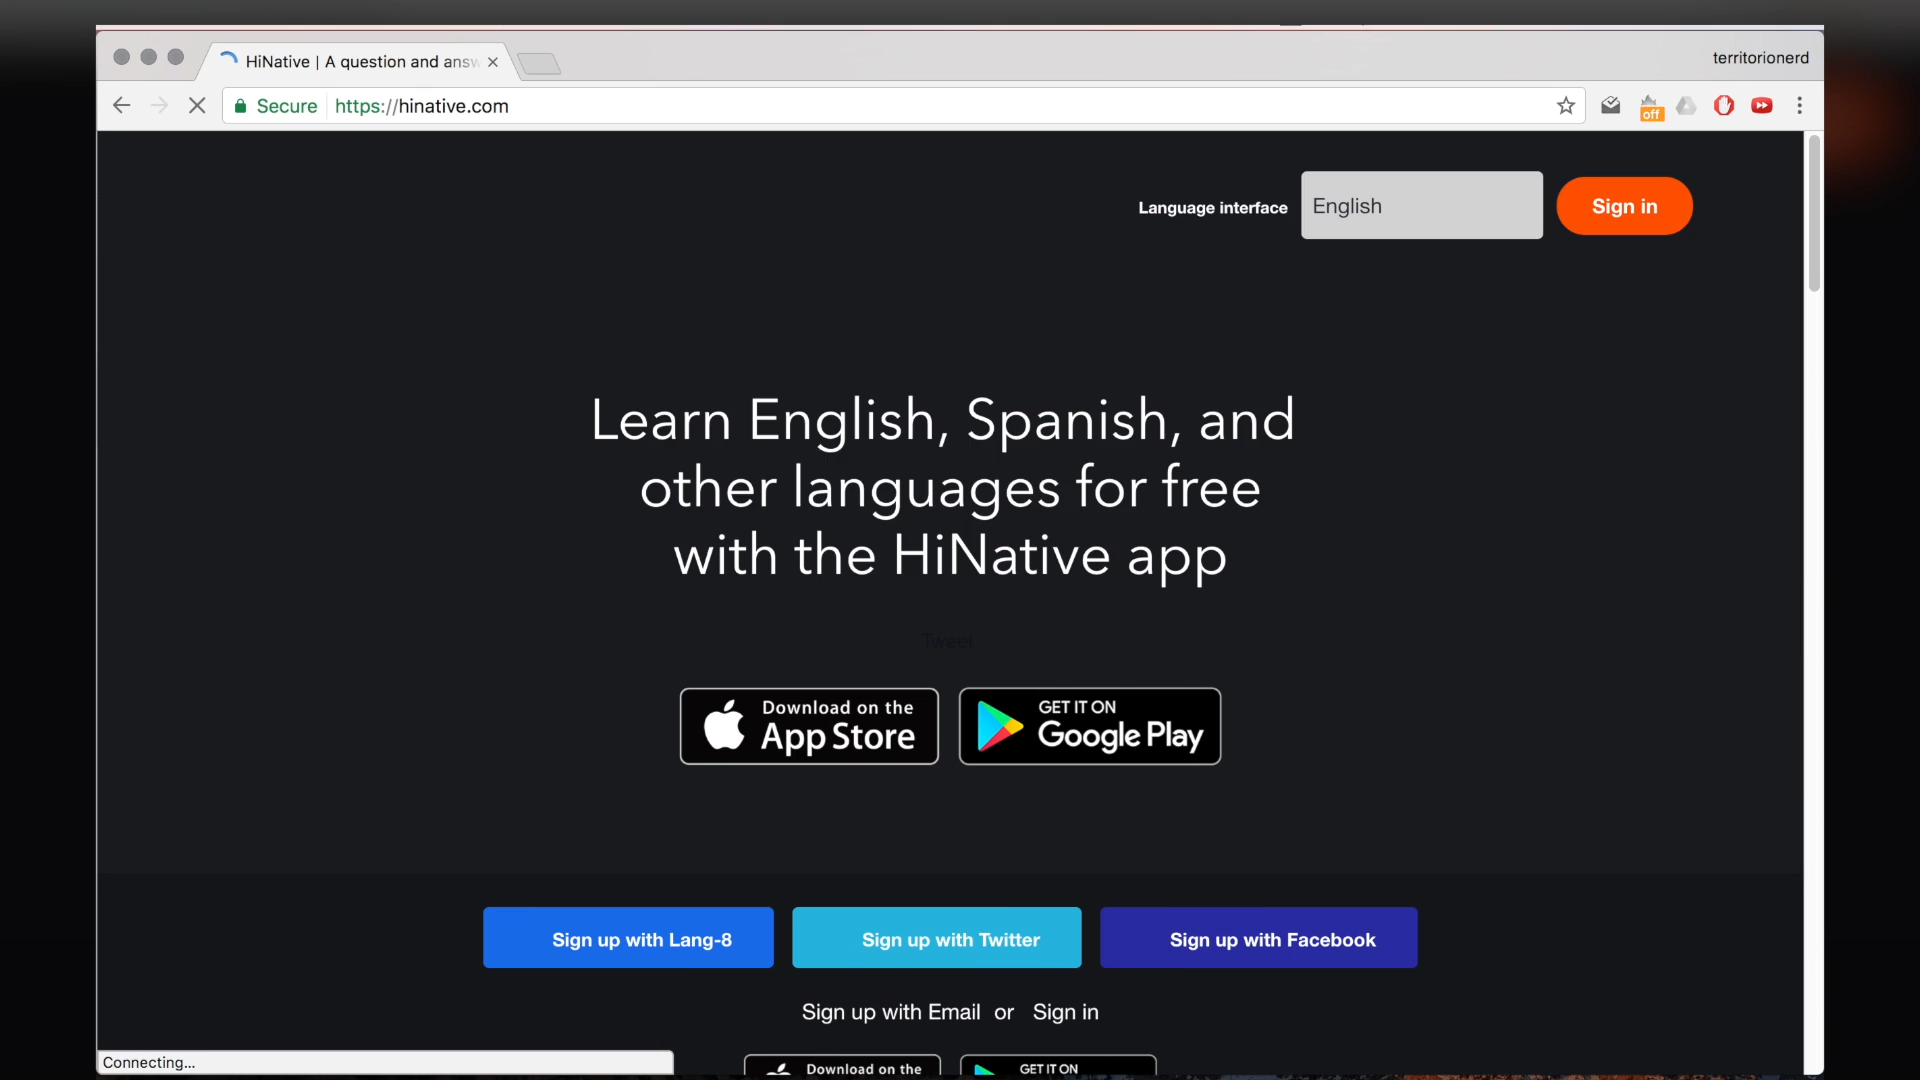 HiNative | A question and answ
territorionerd
Secure
https://hinative.com
off
Language interface
English
Sign in
Learn English, Spanish, and
other languages for free
with the HiNative app
Tweet
Download on the
App Store
GET IT ON
Google Play
Sign up with Lang-8
Sign up with Twitter
Sign up with Facebook
Sign up with Email or Sign in
Connecting...
Download on the
GET IT ON